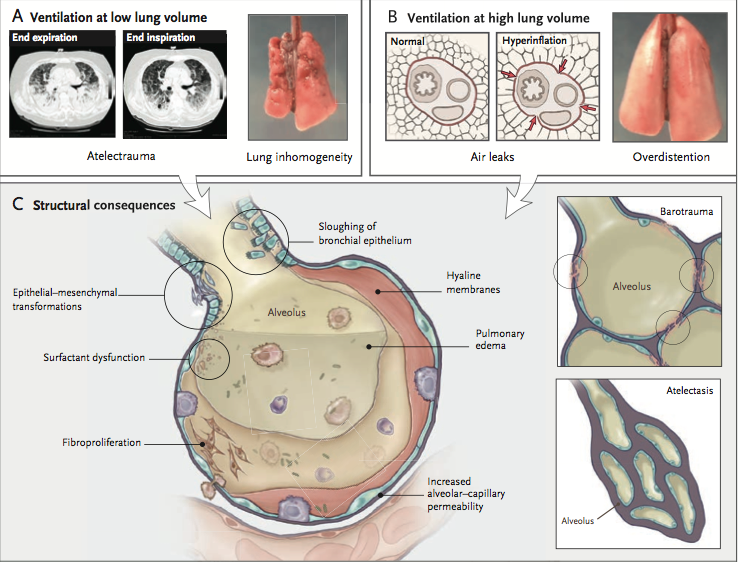 A Ventilation at low lung volume
End expiration
End inspiration
Atelectrauma
Lung inhomogeneity
B Ventilation at high lung volume
Normal
Hyperinflation
Air leaks
Overdistention
C Structural consequences
Sloughing of
bronchial epithelium
Epithelial–mesenchymal
transformations
Hyaline
membranes
Alveolus
Pulmonary
edema
Surfactant dysfunction
Fibroproliferation
Increased
alveolar–capillary
permeability
Barotrauma
Alveolus
Atelectasis
Alveolus